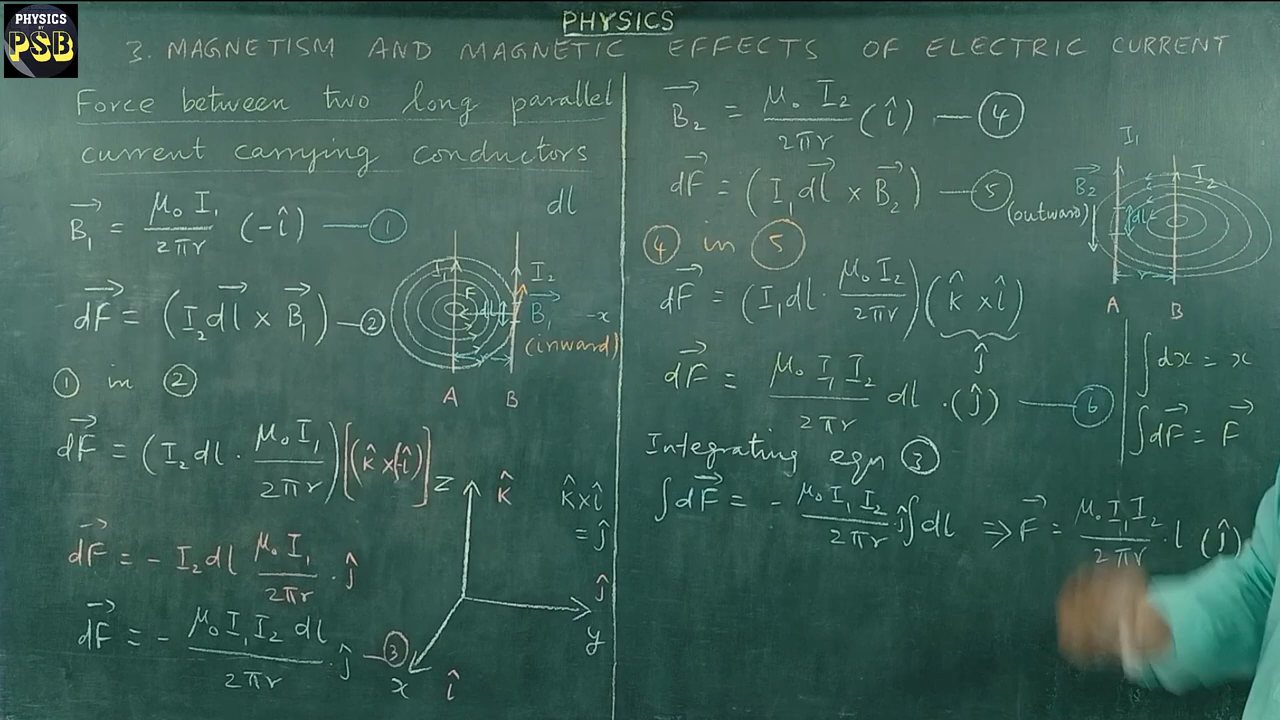 PHYSICS
BY
PSB
PHYSICS
3. MAGNETISM AND MAGNETIC EFFECTS OF ELECTRIC CURRENT
Force between two long parallel
current carrying conductors
B₁⃗ = μ₀ I₁ / 2πr (-î) — ①
dF⃗ = (I₂ dl⃗ × B₁⃗) — ②
① in ②
dF⃗ = (I₂ dl · μ₀ I₁ / 2πr) [(k̂ × (-î)]
dF⃗ = - I₂ dl μ₀ I₁ / 2πr · ĵ
dF⃗ = - μ₀ I₁ I₂ dl / 2πr · ĵ — ③
dl
I₁
I₂
F
dl
B₁⃗
-x
(inward)
r
A B
Z k̂
k̂ × î
= ĵ
ĵ
y
x î
B₂⃗ = μ₀ I₂ / 2πr (î) — ④
dF⃗ = (I₁ dl⃗ × B₂⃗) — ⑤
④ in ⑤
dF⃗ = (I₁ dl · μ₀ I₂ / 2πr) (k̂ × î)
ĵ
dF⃗ = μ₀ I₁ I₂ / 2πr dl · (ĵ) — ⑥
Integrating eqn ③
∫dF⃗ = - μ₀ I₁ I₂ / 2πr · ĵ ∫dl ⇒ F⃗ = μ₀ I₁ I₂ / 2πr · l (ĵ)
I₁
I₂
B₂⃗
(outward)
dl
r
A B
∫dx = x
∫dF⃗ = F⃗